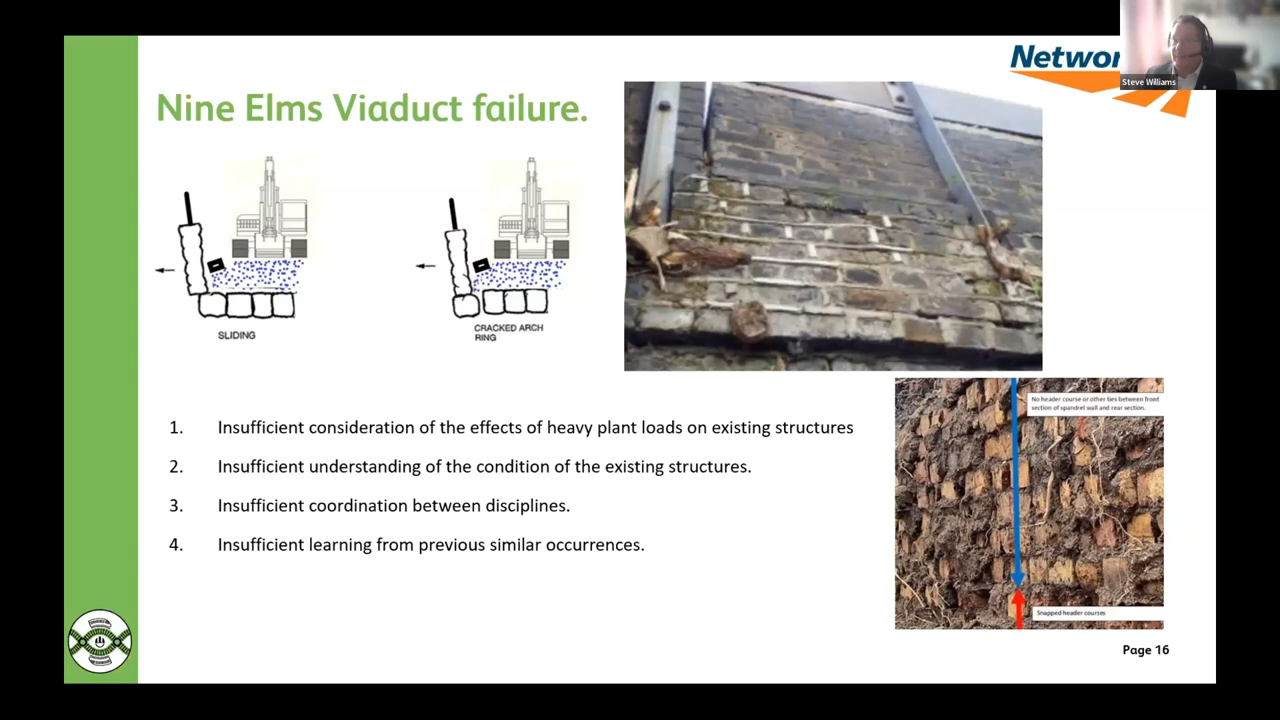 Networ
Steve Williams
Nine Elms Viaduct failure.
SLIDING
CRACKED ARCH
RING
No header course or other ties between front
section of spandrel wall and rear section.
1. Insufficient consideration of the effects of heavy plant loads on existing structures
2. Insufficient understanding of the condition of the existing structures.
3. Insufficient coordination between disciplines.
4. Insufficient learning from previous similar occurrences.
Snapped header courses
Page 16